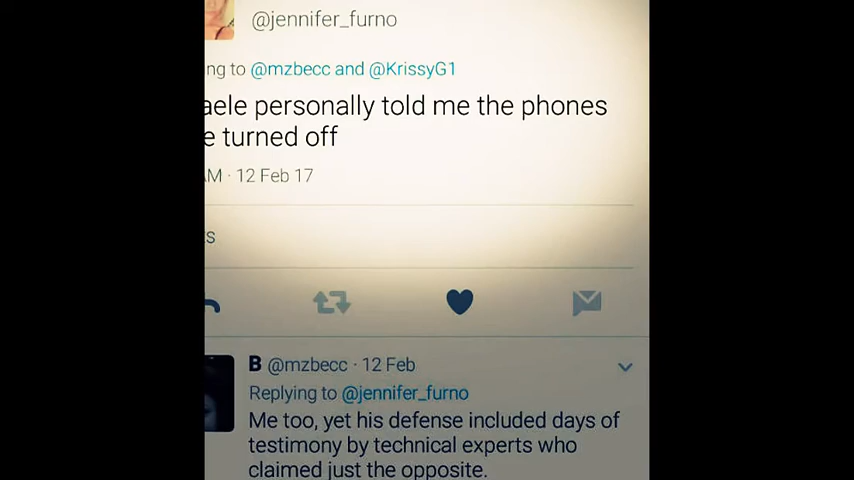 @jennifer_furno
ng to @mzbecc and @KrissyG1
aele personally told me the phones
e turned off
AM · 12 Feb 17
s
B @mzbecc · 12 Feb
Replying to @jennifer_furno
Me too, yet his defense included days of
testimony by technical experts who
claimed just the opposite.